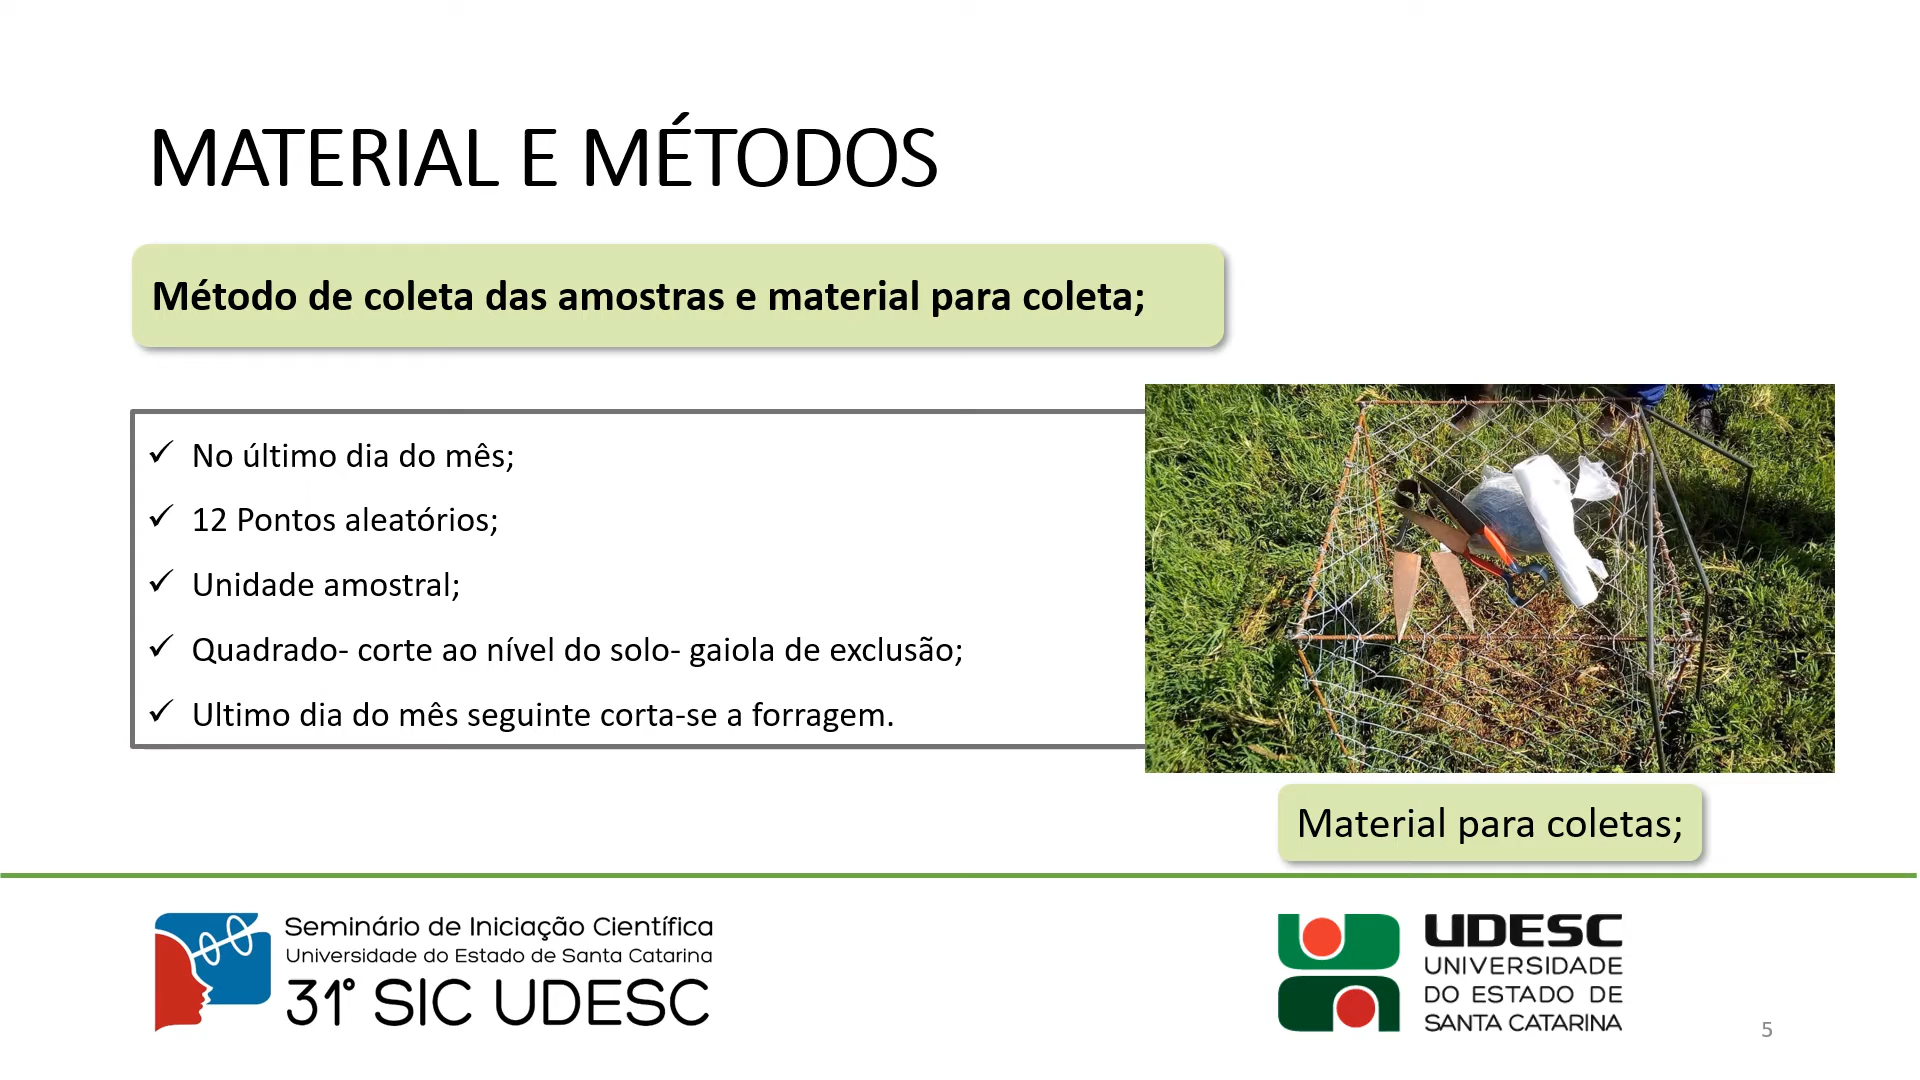 MATERIAL E MÉTODOS
Método de coleta das amostras e material para coleta;
No último dia do mês;
12 Pontos aleatórios;
Unidade amostral;
Quadrado- corte ao nível do solo- gaiola de exclusão;
Ultimo dia do mês seguinte corta-se a forragem.
Material para coletas;
Seminário de Iniciação Científica
Universidade do Estado de Santa Catarina
31º SIC UDESC
UDESC
UNIVERSIDADE
DO ESTADO DE
SANTA CATARINA
5